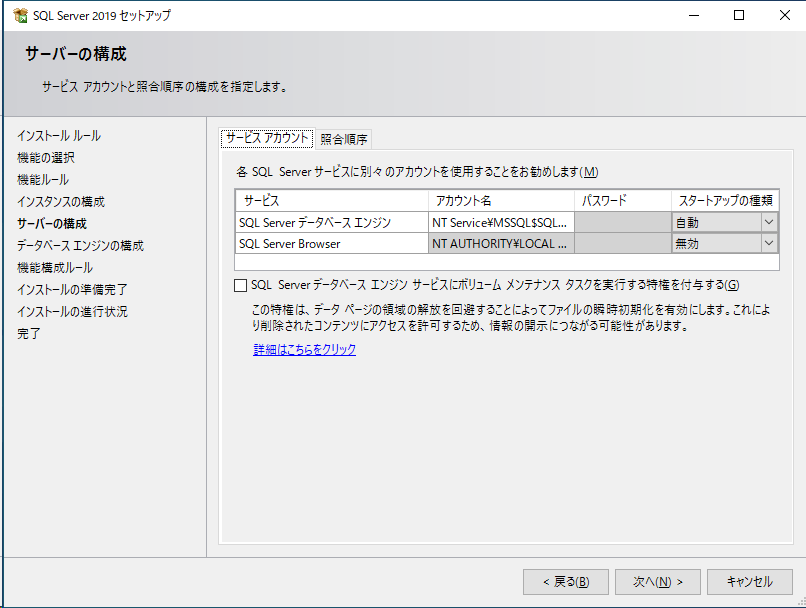 SQL Server 2019 セットアップ
サーバーの構成
サービス アカウントと照合順序の構成を指定します。
インストール ルール
機能の選択
機能ルール
インスタンスの構成
サーバーの構成
データベース エンジンの構成
機能構成ルール
インストールの準備完了
インストールの進行状況
完了
サービス アカウント 照合順序
各 SQL Server サービスに別々のアカウントを使用することをお勧めします(M)
サービス アカウント名 パスワード スタートアップの種類
SQL Server データベース エンジン NT Service¥MSSQL$SQL... 自動
SQL Server Browser NT AUTHORITY¥LOCAL ... 無効
SQL Server データベース エンジン サービスにボリューム メンテナンス タスクを実行する特権を付与する(G)
この特権は、データ ページの領域の解放を回避することによってファイルの瞬時初期化を有効にします。これによ
り削除されたコンテンツにアクセスを許可するため、情報の開示につながる可能性があります。
詳細はこちらをクリック
< 戻る(B) 次へ(N) > キャンセル